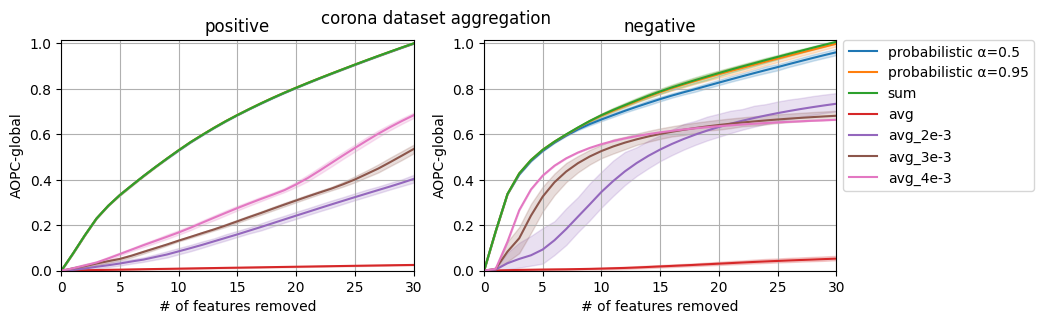 corona dataset aggregation
positive
negative
AOPC-global
1.0
0.8
0.6
0.4
0.2
0.0
0 5 10 15 20 25 30
# of features removed
AOPC-global
1.0
0.8
0.6
0.4
0.2
0.0
0 5 10 15 20 25 30
# of features removed
probabilistic α=0.5
probabilistic α=0.95
sum
avg
avg_2e-3
avg_3e-3
avg_4e-3